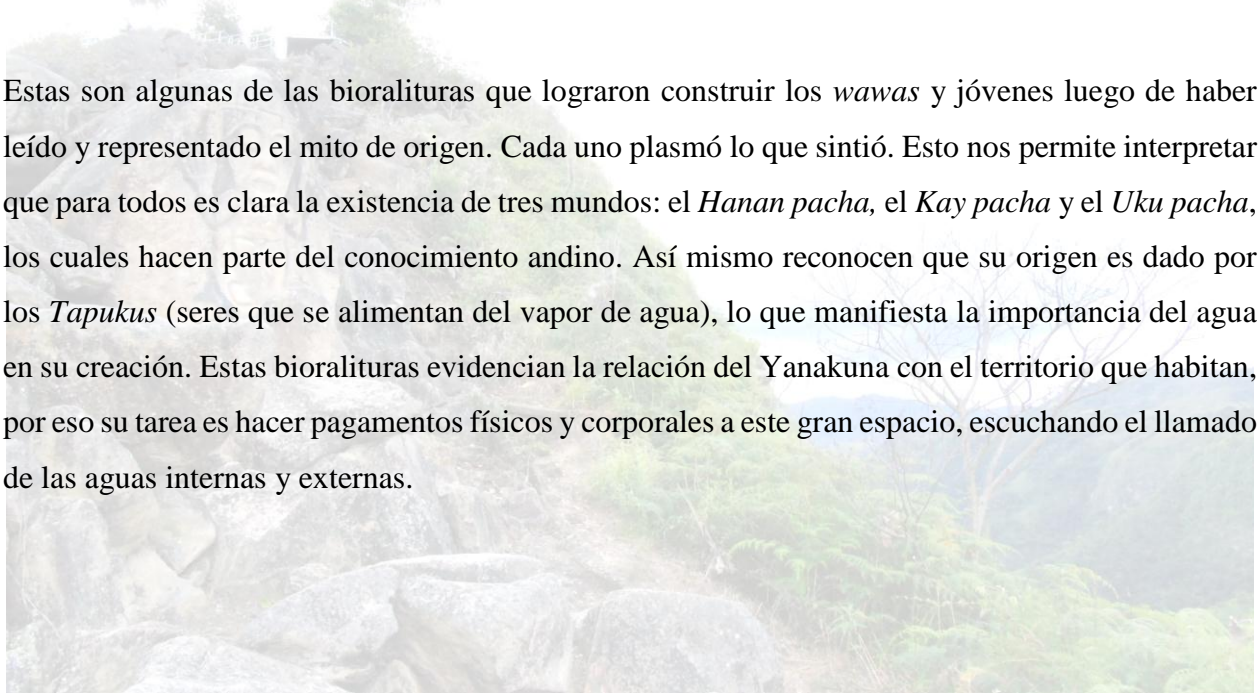 Estas son algunas de las bioralituras que lograron construir los wawas y jóvenes luego de haber
leído y representado el mito de origen. Cada uno plasmó lo que sintió. Esto nos permite interpretar
que para todos es clara la existencia de tres mundos: el Hanan pacha, el Kay pacha y el Uku pacha,
los cuales hacen parte del conocimiento andino. Así mismo reconocen que su origen es dado por
los Tapukus (seres que se alimentan del vapor de agua), lo que manifiesta la importancia del agua
en su creación. Estas bioralituras evidencian la relación del Yanakuna con el territorio que habitan,
por eso su tarea es hacer pagamentos físicos y corporales a este gran espacio, escuchando el llamado
de las aguas internas y externas.